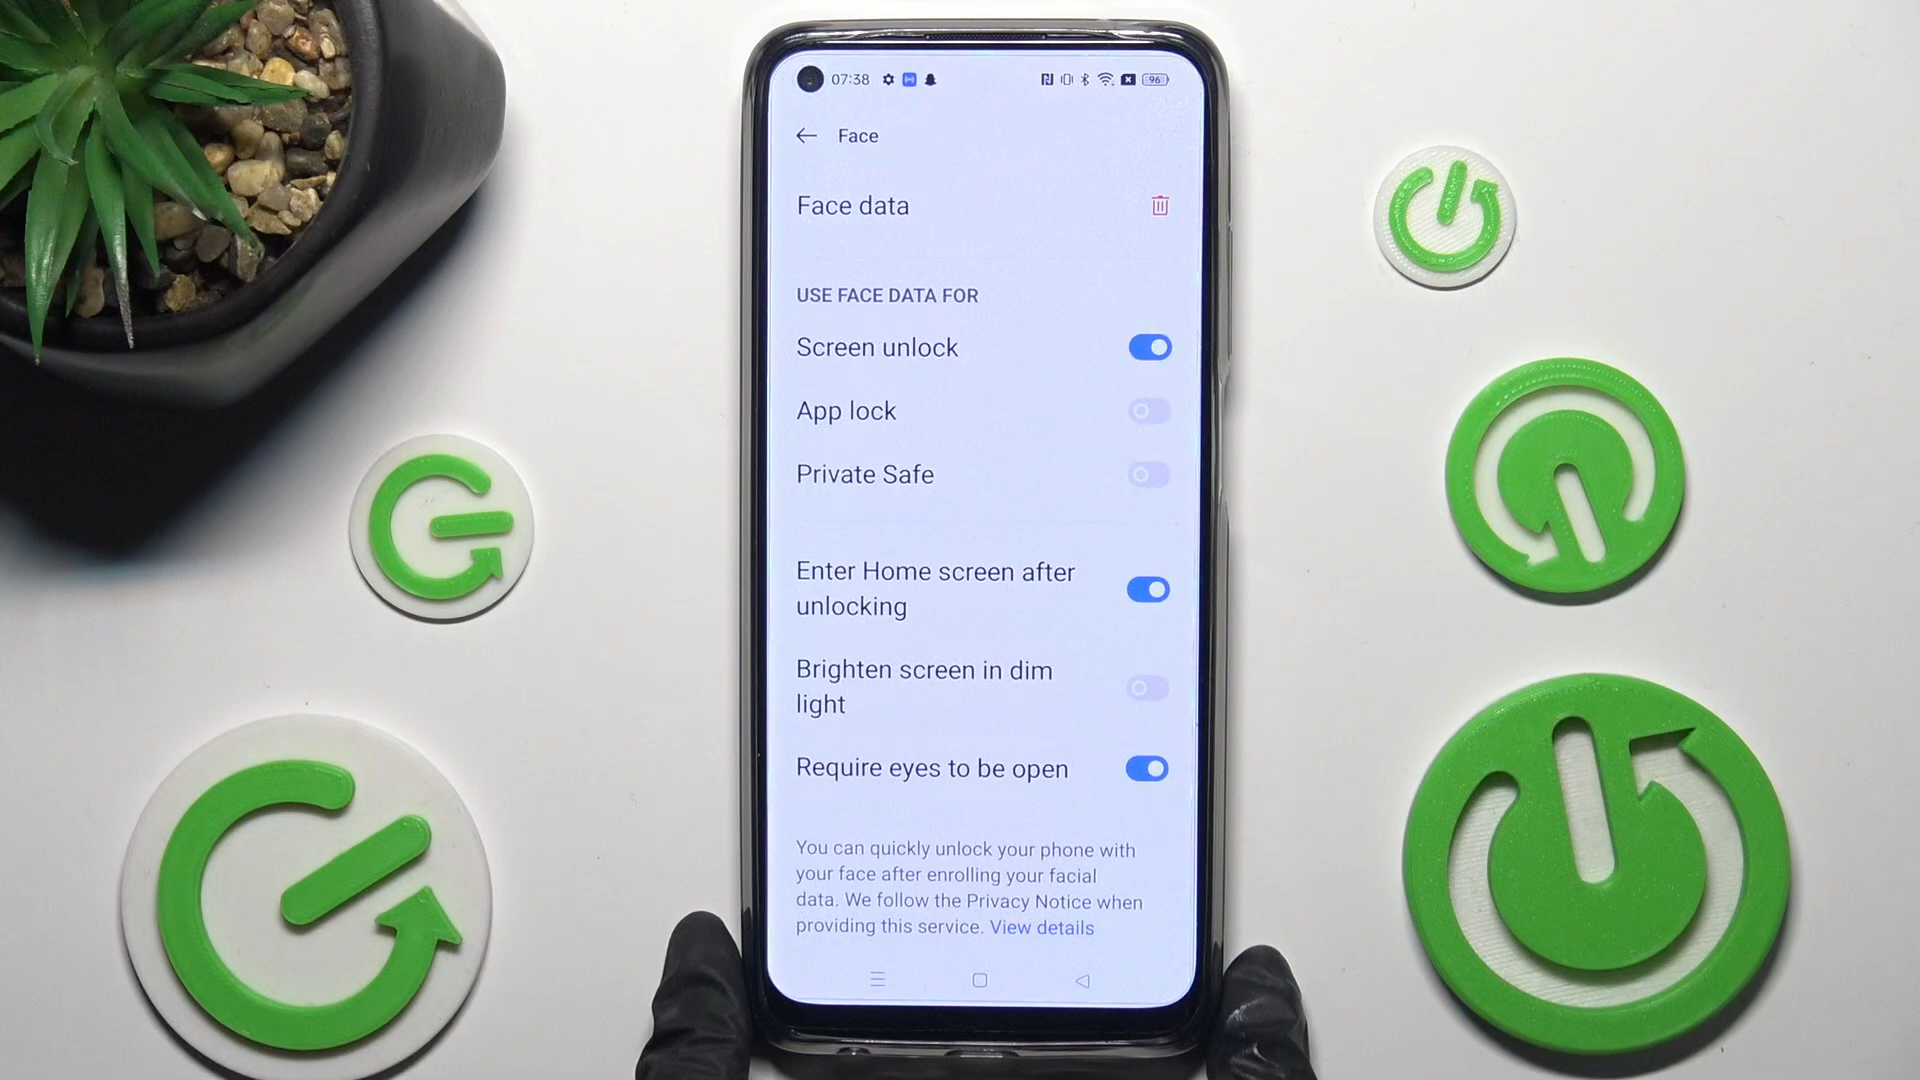 07:38
96
Face
Face data
USE FACE DATA FOR
Screen unlock
App lock
Private Safe
Enter Home screen after
unlocking
Brighten screen in dim
light
Require eyes to be open
You can quickly unlock your phone with
your face after enrolling your facial
data. We follow the Privacy Notice when
providing this service. View details